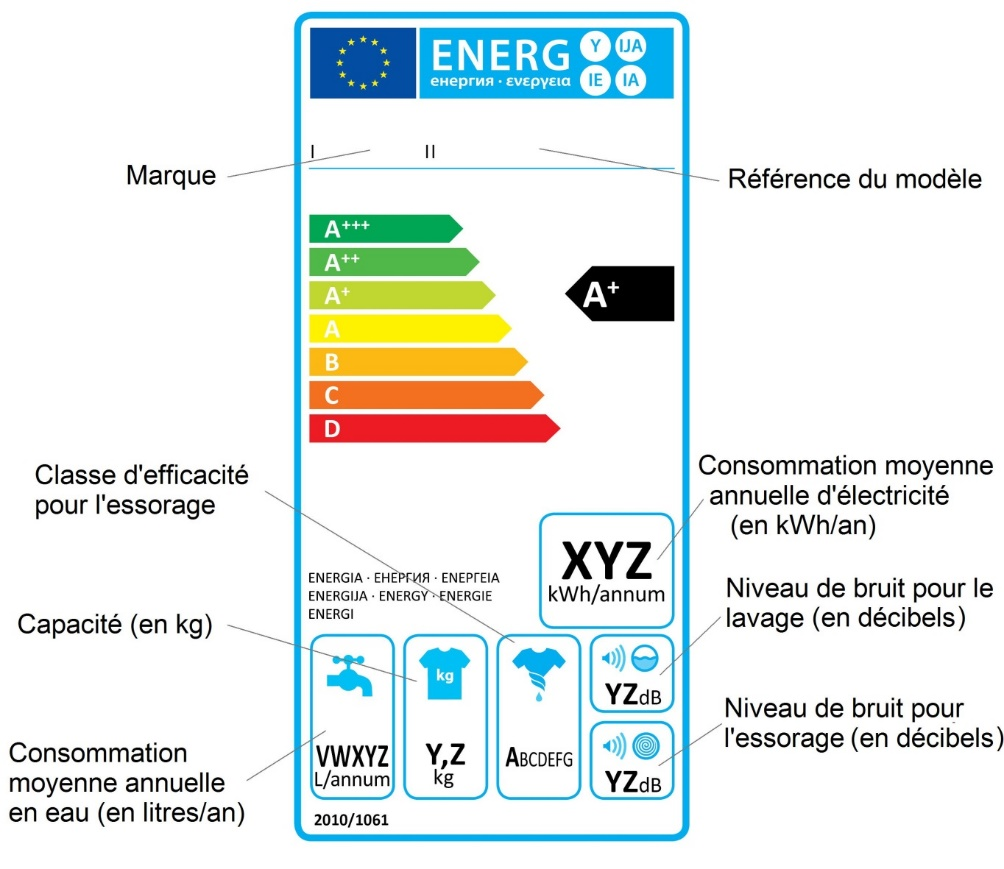 ENERG Y IJA
енергия · ενεργεια IE IA
I II
Marque
Référence du modèle
A+++
A++
A+
A+
A
B
C
D
Classe d'efficacité
pour l'essorage
Consommation moyenne
annuelle d'électricité
(en kWh/an)
XYZ
kWh/annum
ENERGIA · ЕНЕРГИЯ · ΕΝΕΡΓΕΙΑ
ENERGIJA · ENERGY · ENERGIE
ENERGI
Capacité (en kg)
Niveau de bruit pour le
lavage (en décibels)
kg
YZdB
Niveau de bruit pour
l'essorage (en décibels)
Consommation
moyenne annuelle
en eau (en litres/an)
VWXYZ
L/annum
Y,Z
kg
ABCDEFG
YZdB
2010/1061